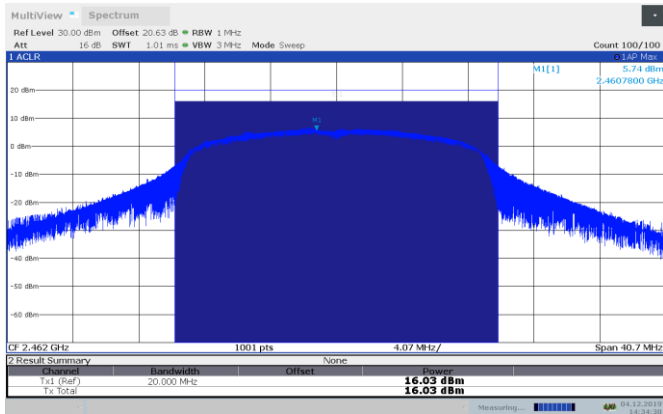 MultiView Spectrum
Ref Level 30.00 dBm Offset 20.63 dB RBW 1 MHz
Att 16 dB SWT 1.01 ms VBW 3 MHz Mode Sweep Count 100/100
1 ACLR 1AP Max
M1[1] 5.74 dBm
2.4607800 GHz
20 dBm
10 dBm
M1
0 dBm
-10 dBm
-20 dBm
-30 dBm
-40 dBm
-50 dBm
-60 dBm
CF 2.462 GHz 1001 pts 4.07 MHz/ Span 40.7 MHz
2 Result Summary None
Channel Bandwidth Offset Power
Tx1 (Ref) 20.000 MHz 16.03 dBm
Tx Total 16.03 dBm
Measuring... 04.12.2019
14:34:38